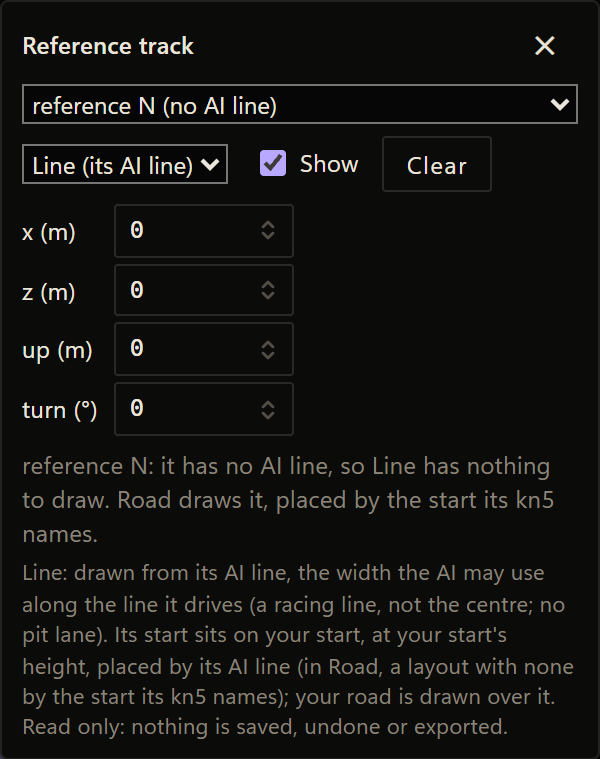 Reference track
reference N (no AI line)
Line (its AI line)
Show
Clear
x (m)
0
z (m)
0
up (m)
0
turn (°)
0
reference N: it has no AI line, so Line has nothing
to draw. Road draws it, placed by the start its kn5
names.
Line: drawn from its AI line, the width the AI may use
along the line it drives (a racing line, not the centre; no
pit lane). Its start sits on your start, at your start's
height, placed by its AI line (in Road, a layout with none
by the start its kn5 names); your road is drawn over it.
Read only: nothing is saved, undone or exported.